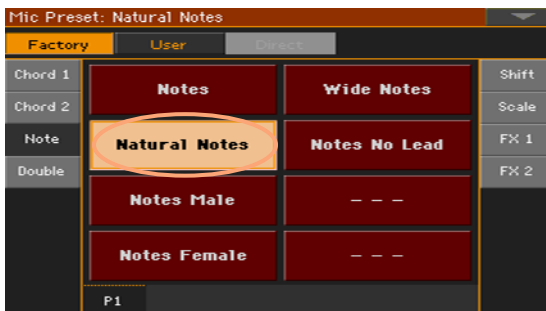 Mic Preset: Natural Notes
Factory User Direct
Chord 1
Chord 2
Note
Double
Notes
Wide Notes
Natural Notes
Notes No Lead
Notes Male
- - -
Notes Female
- - -
Shift
Scale
FX 1
FX 2
P1